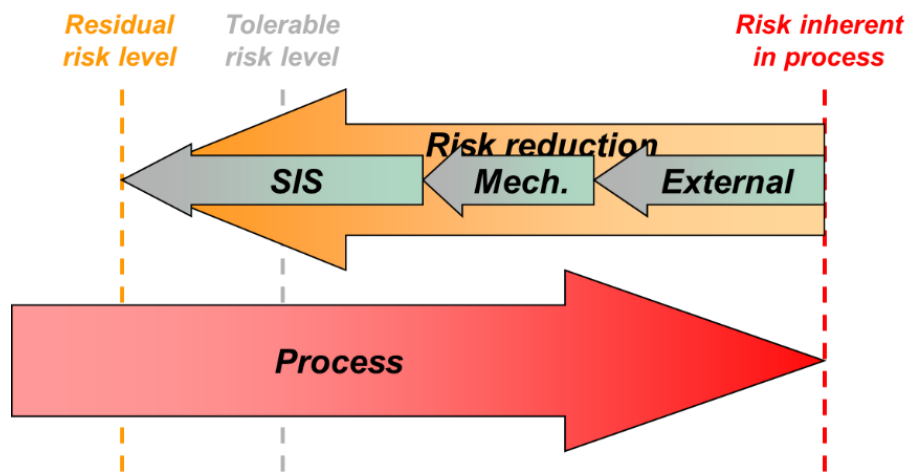 Residual
risk level
Tolerable
risk level
Risk inherent
in process
Risk reduction
SIS
Mech.
External
Process